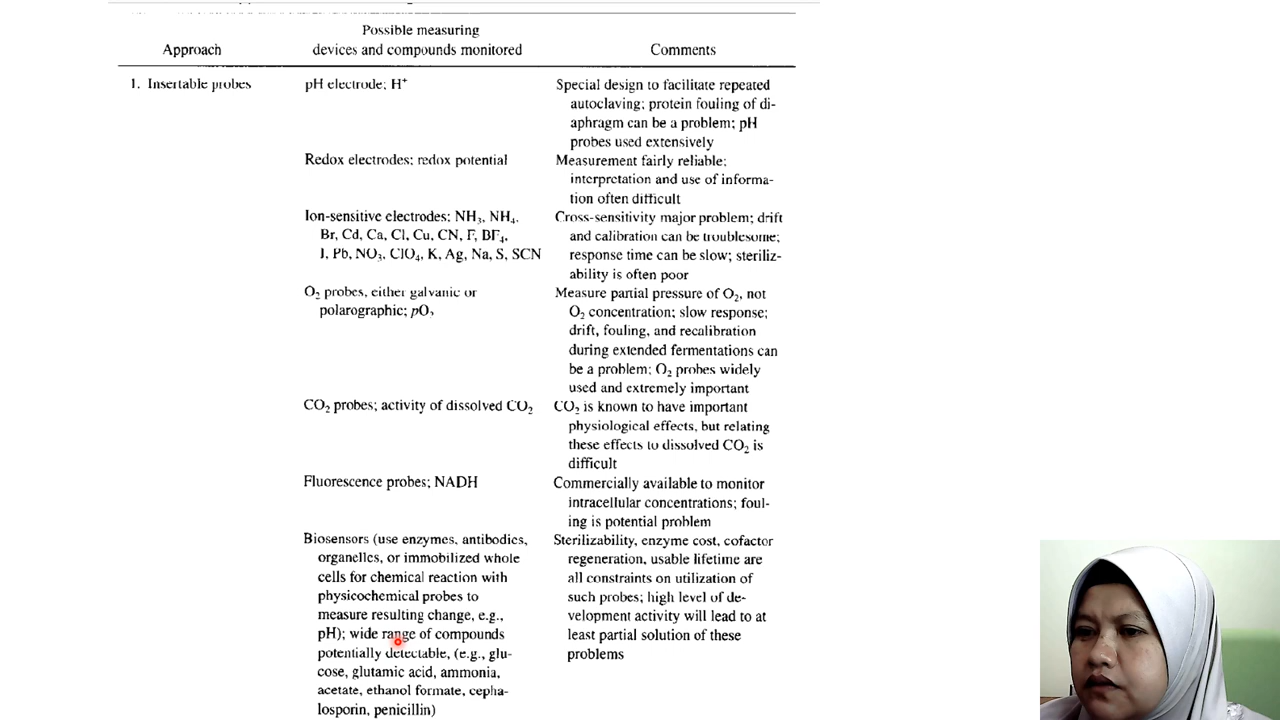 Possible measuring
Approach devices and compounds monitored Comments
1. Insertable probes pH electrode; H⁺ Special design to facilitate repeated
autoclaving; protein fouling of di-
aphragm can be a problem; pH
probes used extensively
Redox electrodes; redox potential Measurement fairly reliable;
interpretation and use of informa-
tion often difficult
Ion-sensitive electrodes; NH₃, NH₄, Cross-sensitivity major problem; drift
Br, Cd, Ca, Cl, Cu, CN, F, BF₄, and calibration can be troublesome;
J, Pb, NO₃, ClO₄, K, Ag, Na, S, SCN response time can be slow; steriliz-
ability is often poor
O₂ probes, either galvanic or Measure partial pressure of O₂, not
polarographic; pO₂ O₂ concentration; slow response;
drift, fouling, and recalibration
during extended fermentations can
be a problem; O₂ probes widely
used and extremely important
CO₂ probes; activity of dissolved CO₂ CO₂ is known to have important
physiological effects, but relating
these effects to dissolved CO₂ is
difficult
Fluorescence probes; NADH Commercially available to monitor
intracellular concentrations; foul-
ing is potential problem
Biosensors (use enzymes, antibodies, Sterilizability, enzyme cost, cofactor
organelles, or immobilized whole regeneration, usable lifetime are
cells for chemical reaction with all constraints on utilization of
physicochemical probes to such probes; high level of de-
measure resulting change, e.g., velopment activity will lead to at
pH); wide range of compounds least partial solution of these
potentially detectable, (e.g., glu- problems
cose, glutamic acid, ammonia,
acetate, ethanol formate, cepha-
losporin, penicillin)